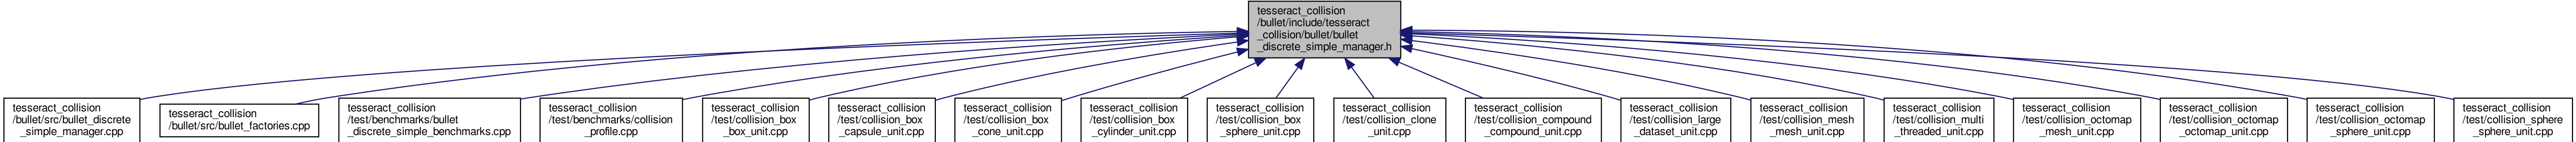 tesseract_collision
/bullet/include/tesseract
_collision/bullet/bullet
_discrete_simple_manager.h
tesseract_collision
/bullet/src/bullet_discrete
_simple_manager.cpp
tesseract_collision
/bullet/src/bullet_factories.cpp
tesseract_collision
/test/benchmarks/bullet
_discrete_simple_benchmarks.cpp
tesseract_collision
/test/benchmarks/collision
_profile.cpp
tesseract_collision
/test/collision_box
_box_unit.cpp
tesseract_collision
/test/collision_box
_capsule_unit.cpp
tesseract_collision
/test/collision_box
_cone_unit.cpp
tesseract_collision
/test/collision_box
_cylinder_unit.cpp
tesseract_collision
/test/collision_box
_sphere_unit.cpp
tesseract_collision
/test/collision_clone
_unit.cpp
tesseract_collision
/test/collision_compound
_compound_unit.cpp
tesseract_collision
/test/collision_large
_dataset_unit.cpp
tesseract_collision
/test/collision_mesh
_mesh_unit.cpp
tesseract_collision
/test/collision_multi
_threaded_unit.cpp
tesseract_collision
/test/collision_octomap
_mesh_unit.cpp
tesseract_collision
/test/collision_octomap
_octomap_unit.cpp
tesseract_collision
/test/collision_octomap
_sphere_unit.cpp
tesseract_collision
/test/collision_sphere
_sphere_unit.cpp